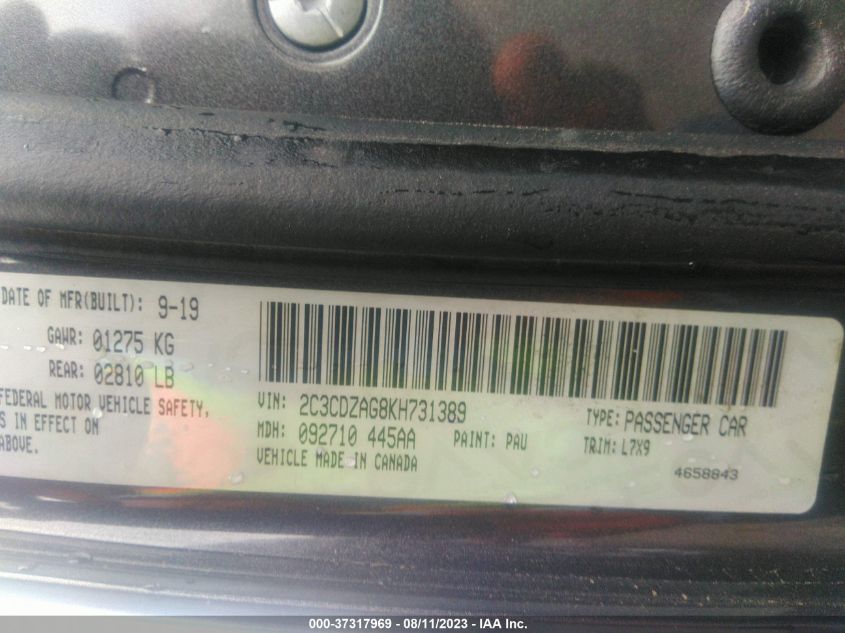 DATE OF MFR(BUILT): 9-19
GAWR: 01275 KG
REAR: 02810 LB
FEDERAL MOTOR VEHICLE SAFETY,
S IN EFFECT ON
ABOVE.
VIN: 2C3CDZAG8KH731389
MDH: 092710 445AA
PAINT: PAU
VEHICLE MADE IN CANADA
TYPE: PASSENGER CAR
TRIM: L7X9
4658843
000-37317969 - 08/11/2023 - IAA Inc.